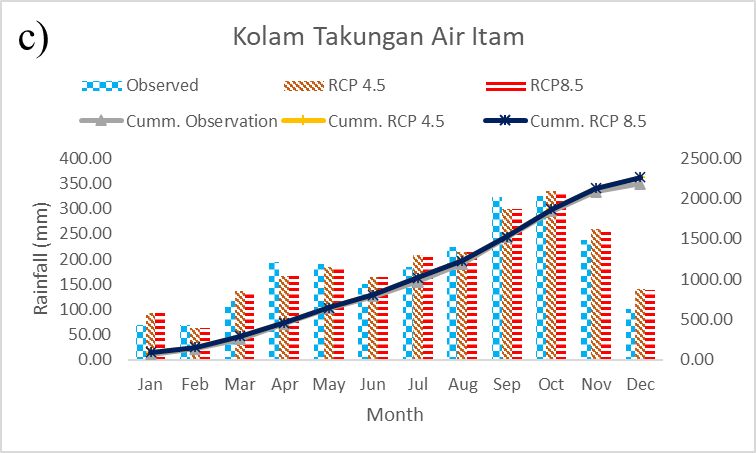 c)
Kolam Takungan Air Itam
Observed RCP 4.5 RCP8.5
Cumm. Observation Cumm. RCP 4.5 Cumm. RCP 8.5
400.00 2500.00
350.00
300.00 2000.00
250.00 1500.00
200.00
150.00 1000.00
100.00 500.00
50.00
0.00 0.00
Rainfall (mm)
Jan Feb Mar Apr May Jun Jul Aug Sep Oct Nov Dec
Month